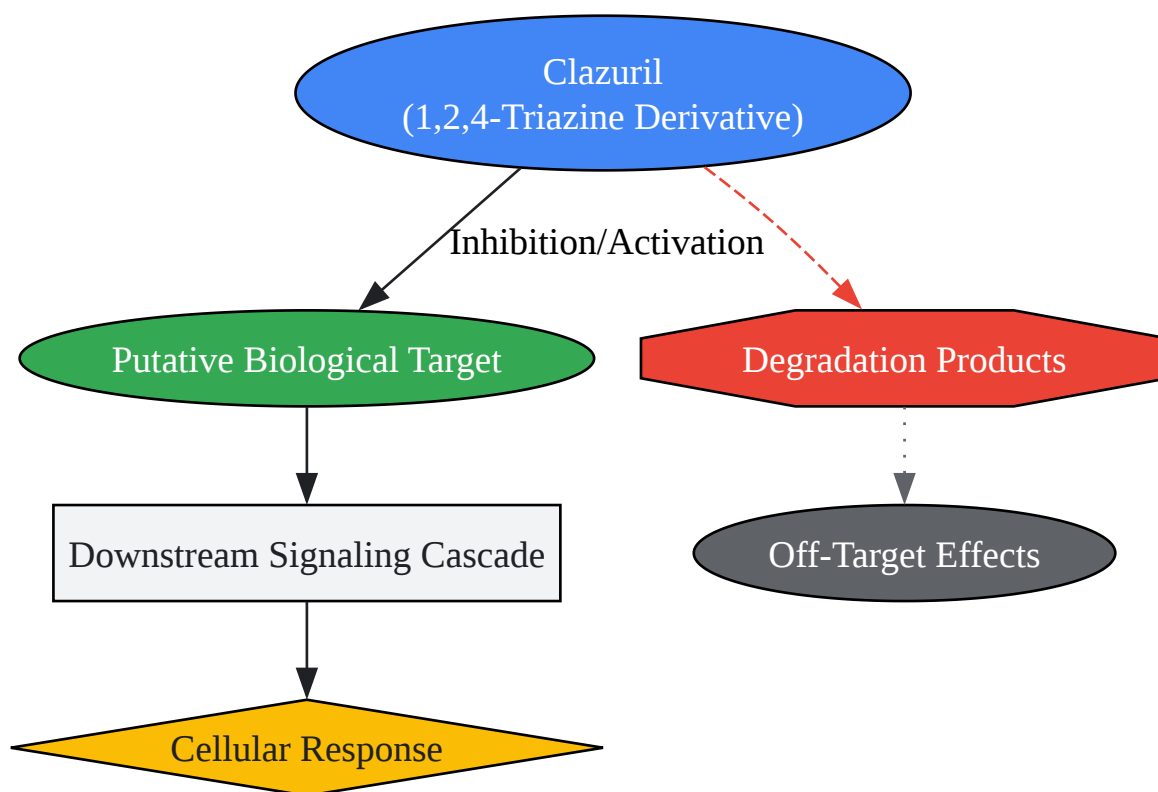 Clazuril
(1,2,4-Triazine Derivative)
Inhibition/Activation
Putative Biological Target
Degradation Products
Downstream Signaling Cascade
Off-Target Effects
Cellular Response